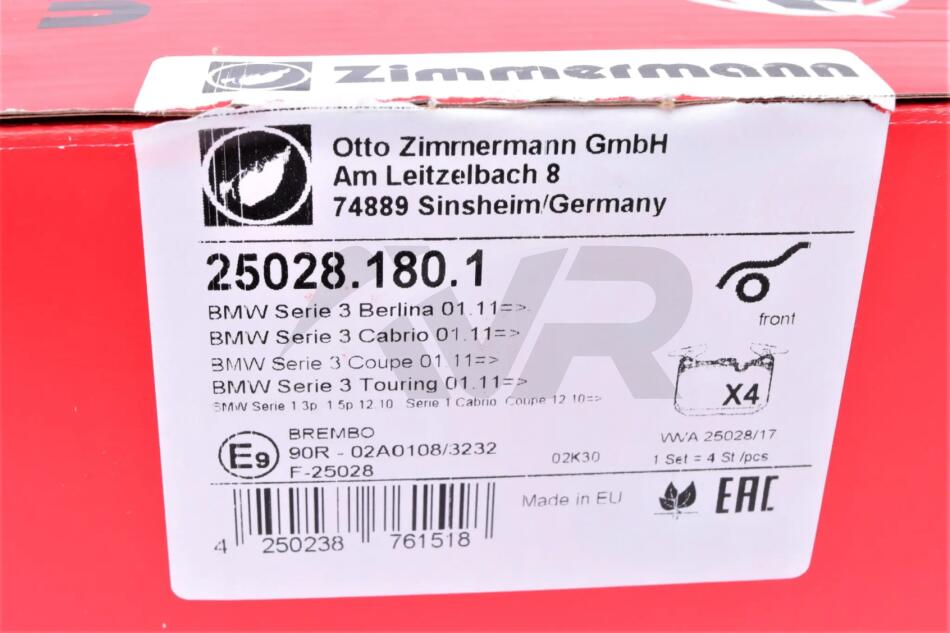 Zimmermann
Otto Zimmermann GmbH
Am Leitzelbach 8
74889 Sinsheim/Germany
25028.180.1
BMW Serie 3 Berlina 01.11=>
BMW Serie 3 Cabrio 01.11=>
BMW Serie 3 Coupe 01.11=>
BMW Serie 3 Touring 01.11=>
BMW Serie 1 3p 1 5p 12.10 Serie 1 Cabrio Coupe 12.10=>
front
X4
E9
BREMBO
90R - 02A0108/3232
F-25028
02K30
WVA 25028/17
1 Set = 4 St/pcs
Made in EU
EAC
4 250238 761518
VR